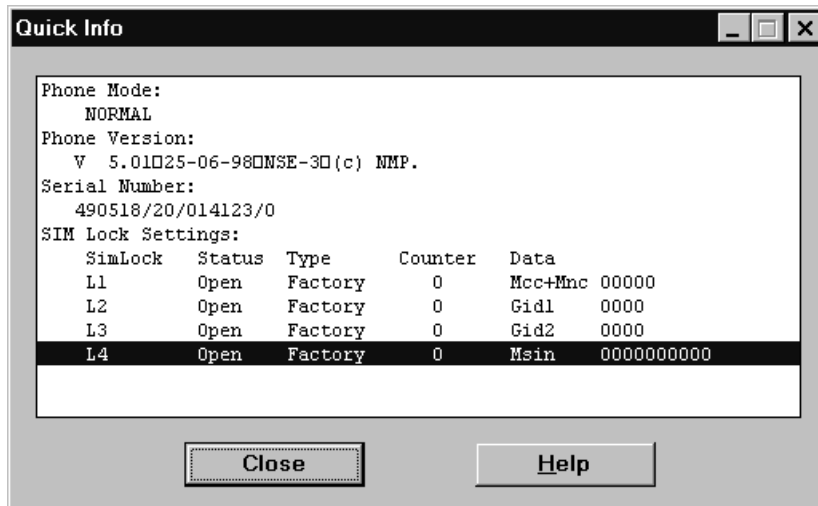 Quick Info
Phone Mode:
NORMAL
Phone Version:
V 5.01□25-06-98□NSE-3□(c) NMP.
Serial Number:
490518/20/014123/0
SIM Lock Settings:
SimLock Status Type Counter Data
L1 Open Factory 0 Mcc+Mnc 00000
L2 Open Factory 0 Gid1 0000
L3 Open Factory 0 Gid2 0000
L4 Open Factory 0 Msin 0000000000
Close Help